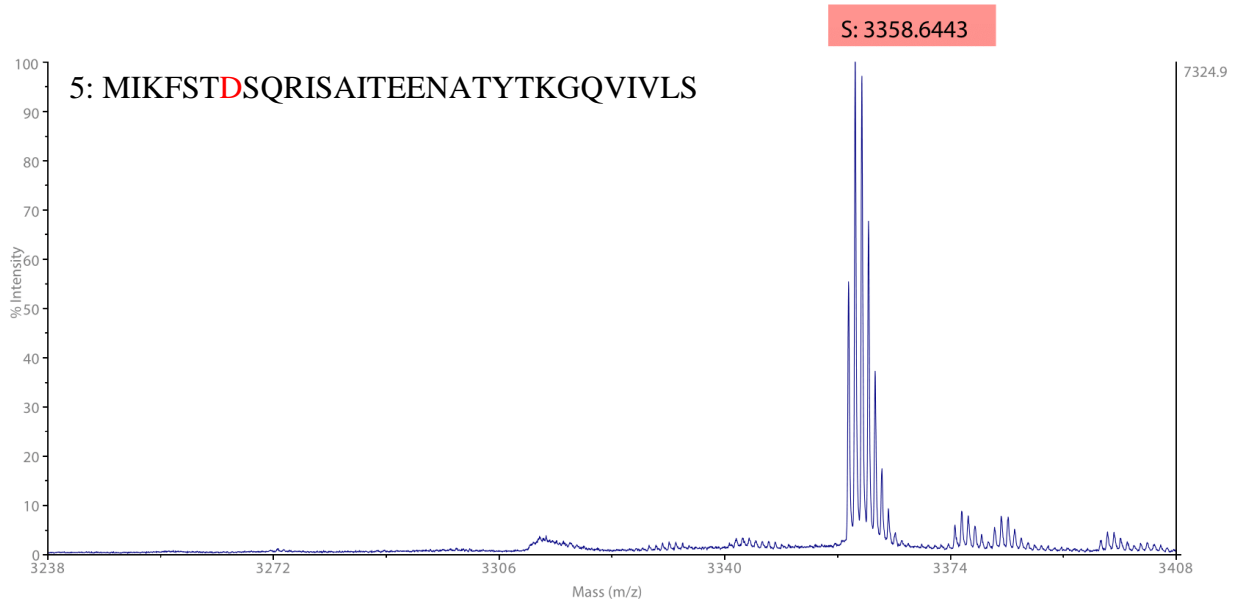 S: 3358.6443
5: MIKFSTDSQRISAITEENATYTKGQVIVLS
7324.9
100
90
80
70
60
50
40
30
20
10
0
% Intensity
3238 3272 3306 3340 3374 3408
Mass (m/z)